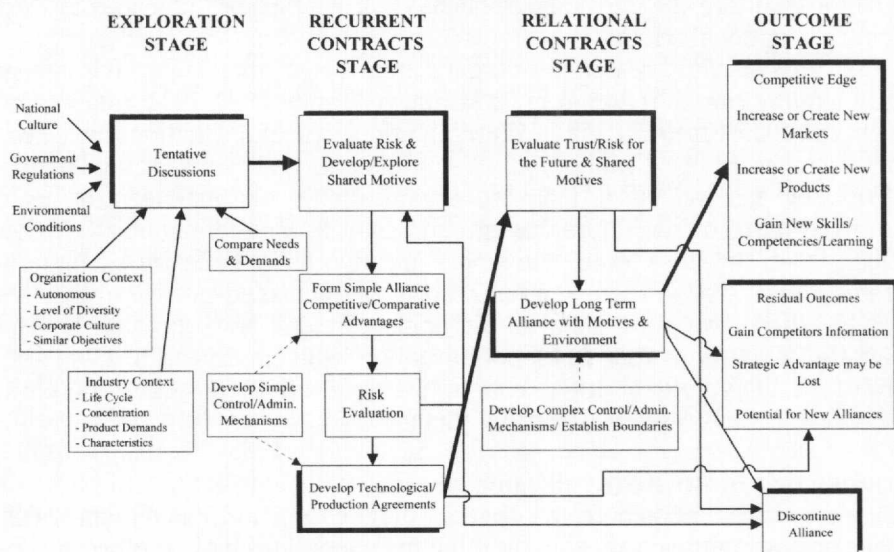 EXPLORATION
STAGE
RECURRENT
CONTRACTS
STAGE
RELATIONAL
CONTRACTS
STAGE
OUTCOME
STAGE
National
Culture
Government
Regulations
Environmental
Conditions
Tentative
Discussions
Compare Needs
& Demands
Organization Context
- Autonomous
- Level of Diversity
- Corporate Culture
- Similar Objectives
Industry Context
- Life Cycle
- Concentration
- Product Demands
- Characteristics
Evaluate Risk &
Develop/Explore
Shared Motives
Form Simple Alliance
Competitive/Comparative
Advantages
Develop Simple
Control/Admin.
Mechanisms
Risk
Evaluation
Develop Technological/
Production Agreements
Evaluate Trust/Risk for
the Future & Shared
Motives
Develop Long Term
Alliance with Motives &
Environment
Develop Complex Control/Admin.
Mechanisms/ Establish Boundaries
Competitive Edge
Increase or Create New
Markets
Increase or Create New
Products
Gain New Skills/
Competencies/Learning
Residual Outcomes
Gain Competitors Information
Strategic Advantage may be
Lost
Potential for New Alliances
Discontinue
Alliance